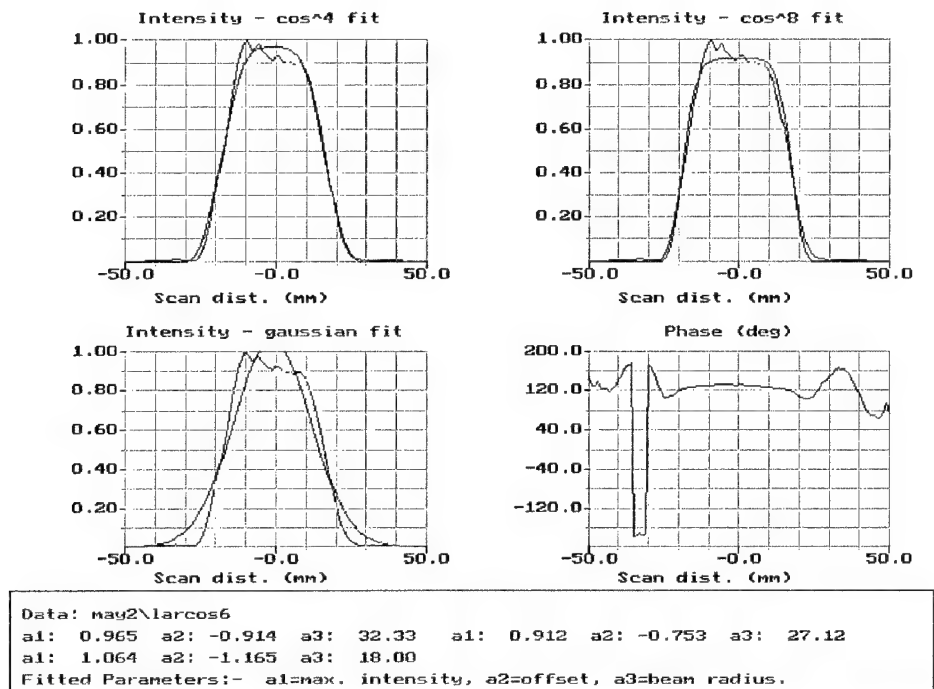 Intensity - cos^4 fit
1.00
0.80
0.60
0.40
0.20
-50.0 -0.0 50.0
Scan dist. (mm)
Intensity - cos^8 fit
1.00
0.80
0.60
0.40
0.20
-50.0 -0.0 50.0
Scan dist. (mm)
Intensity - gaussian fit
1.00
0.80
0.60
0.40
0.20
-50.0 -0.0 50.0
Scan dist. (mm)
Phase (deg)
200.0
120.0
40.0
-40.0
-120.0
-50.0 -0.0 50.0
Scan dist. (mm)
Data: may2\larcos6
a1: 0.965 a2: -0.914 a3: 32.33 a1: 0.912 a2: -0.753 a3: 27.12
a1: 1.064 a2: -1.165 a3: 18.00
Fitted Parameters:- a1=max. intensity, a2=offset, a3=beam radius.